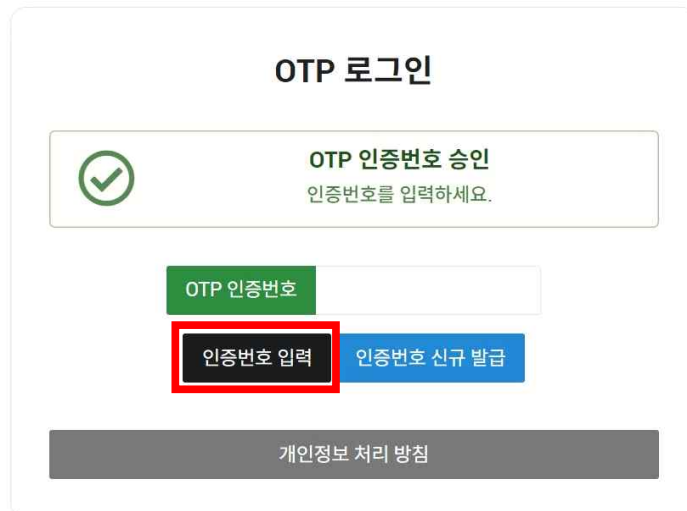 OTP 로그인
OTP 인증번호 승인
인증번호를 입력하세요.
OTP 인증번호
인증번호 입력 인증번호 신규 발급
개인정보 처리 방침